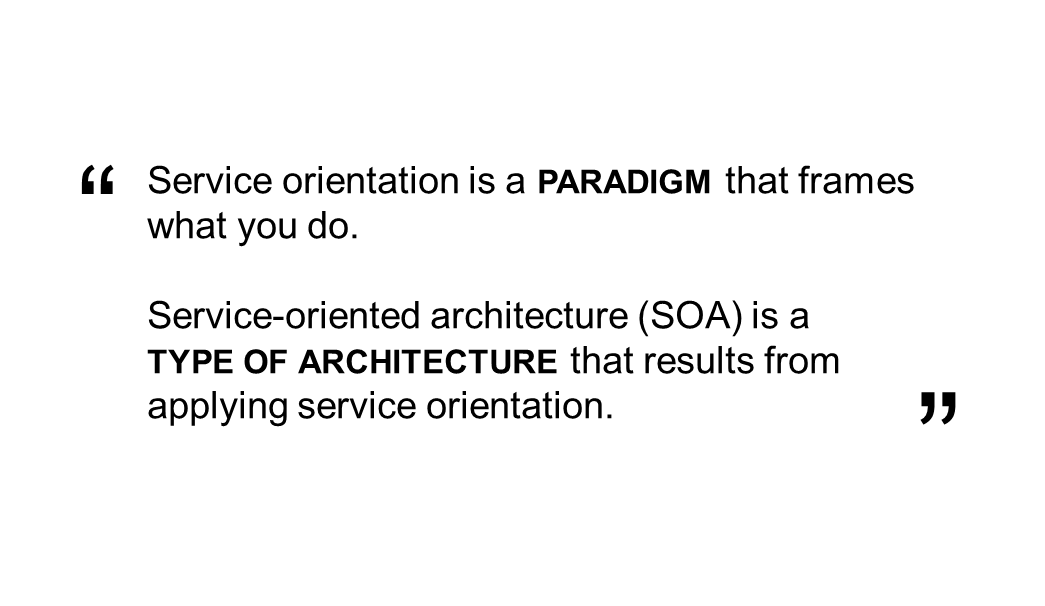 “ Service orientation is a PARADIGM that frames
what you do.
Service-oriented architecture (SOA) is a
TYPE OF ARCHITECTURE that results from
applying service orientation. ”